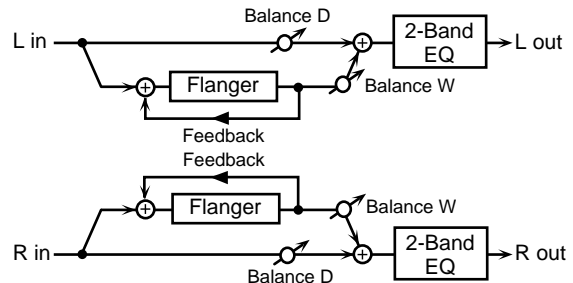 Balance D
L in
2-Band
EQ
L out
Flanger
Balance W
Feedback
Feedback
Flanger
Balance W
R in
2-Band
EQ
R out
Balance D